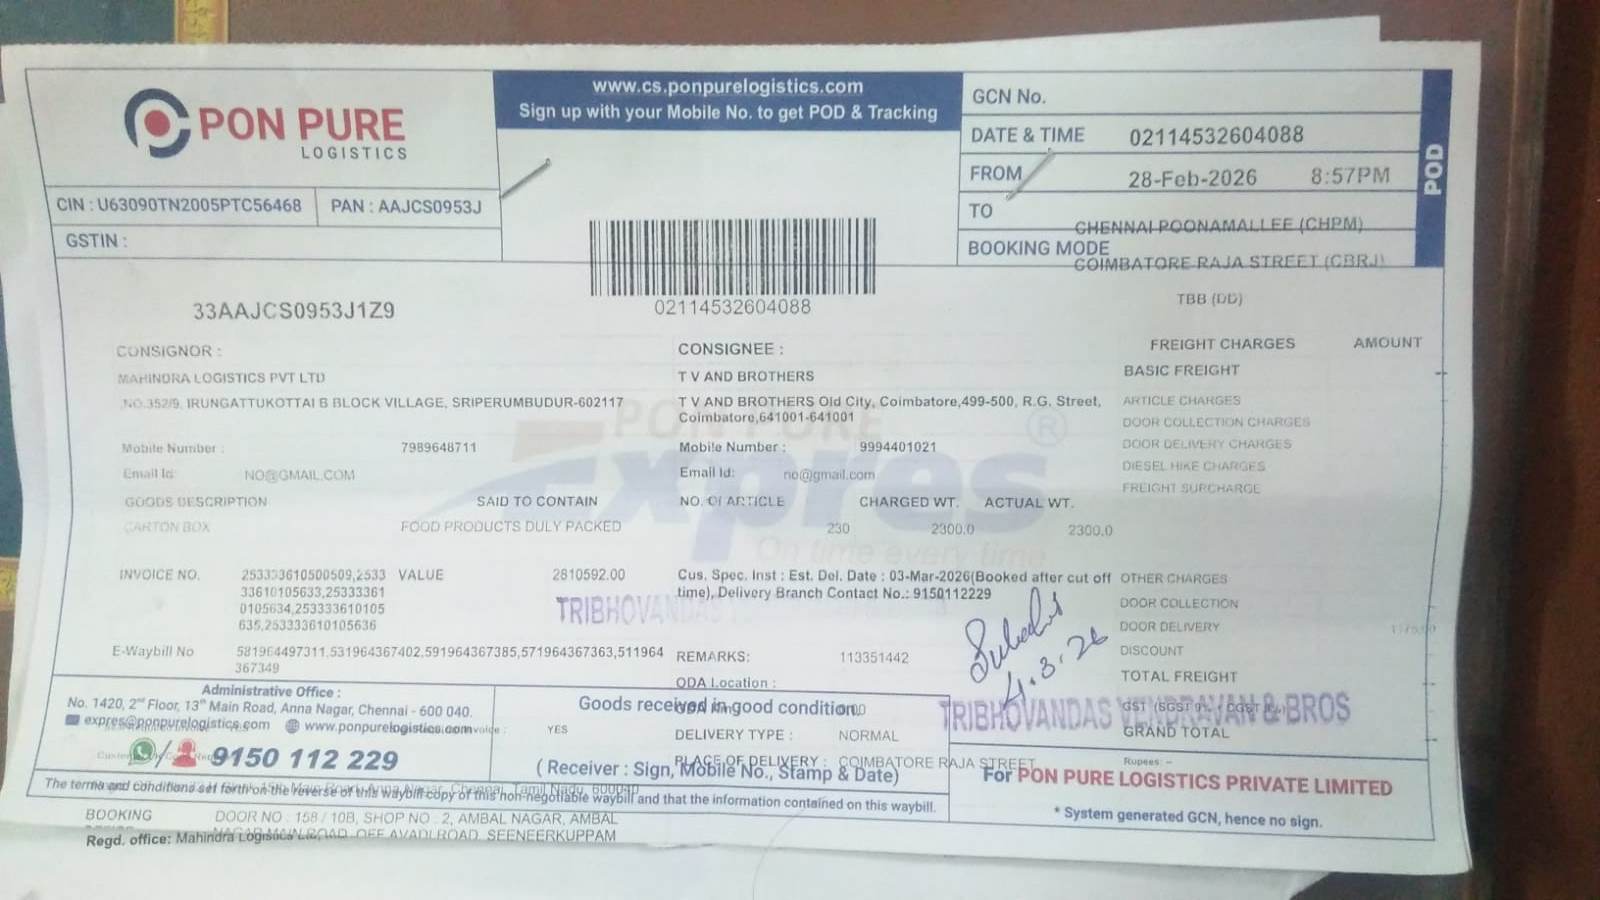 PON PURE
LOGISTICS
CIN : U63090TN2005PTC56468
PAN : AAJCS0953J
GSTIN :
33AAJCS0953J1Z9
www.cs.ponpurelogistics.com
Sign up with your Mobile No. to get POD & Tracking
02114532604088
GCN No.
DATE & TIME 02114532604088
FROM 28-Feb-2026 8:57PM
TO CHENNAI POONAMALLEE (CHPM)
BOOKING MODE COIMBATORE RAJA STREET (CBRJ)
TBB (DD)
POD
CONSIGNOR :
MAHINDRA LOGISTICS PVT LTD
NO.352/9, IRUNGATTUKOTTAI B BLOCK VILLAGE, SRIPERUMBUDUR-602117
Mobile Number : 7989648711
Email Id: NO@GMAIL.COM
CONSIGNEE :
T V AND BROTHERS
T V AND BROTHERS Old City, Coimbatore,499-500, R.G. Street,
Coimbatore,641001-641001
Mobile Number : 9994401021
Email Id: no@gmail.com
PON PURE
Expres
On time every time
GOODS DESCRIPTION SAID TO CONTAIN NO. OF ARTICLE CHARGED WT. ACTUAL WT.
CARTON BOX FOOD PRODUCTS DULY PACKED 230 2300.0 2300.0
FREIGHT CHARGES AMOUNT
BASIC FREIGHT
ARTICLE CHARGES
DOOR COLLECTION CHARGES
DOOR DELIVERY CHARGES
DIESEL HIKE CHARGES
FREIGHT SURCHARGE
OTHER CHARGES
DOOR COLLECTION
DOOR DELIVERY
DISCOUNT
TOTAL FREIGHT
GRAND TOTAL
Rupees: –
INVOICE NO. 253333610500509,2533
33610105633,25333361
0105634,253333610105
635,253333610105636
VALUE 2810592.00
E-Waybill No 581964497311,531964367402,591964367385,571964367363,511964
367349
Cus. Spec. Inst : Est. Del. Date : 03-Mar-2026(Booked after cut off
time), Delivery Branch Contact No.: 9150112229
TRIBHOVANDAS
4.3.26
REMARKS: 113351442
ODA Location :
TRIBHOVANDAS VENDRAVAN & BROS
DELIVERY TYPE : NORMAL
PLACE OF DELIVERY : COIMBATORE RAJA STREET
Administrative Office :
No. 1420, 2nd Floor, 13th Main Road, Anna Nagar, Chennai - 600 040.
expres@ponpurelogistics.com www.ponpurelogistics.com
YES
9150 112 229
Goods received in good condition.
( Receiver : Sign, Mobile No., Stamp & Date)
For PON PURE LOGISTICS PRIVATE LIMITED
* System generated GCN, hence no sign.
The terms and conditions set forth on the reverse of this waybill copy of this non-negotiable waybill and that the information contained on this waybill.
BOOKING DOOR NO : 158 / 10B, SHOP NO : 2, AMBAL NAGAR, AMBAL
NAGAR MAIN ROAD, OFF AVADI ROAD, SEENEERKUPPAM
Regd. office: Mahindra Logistics